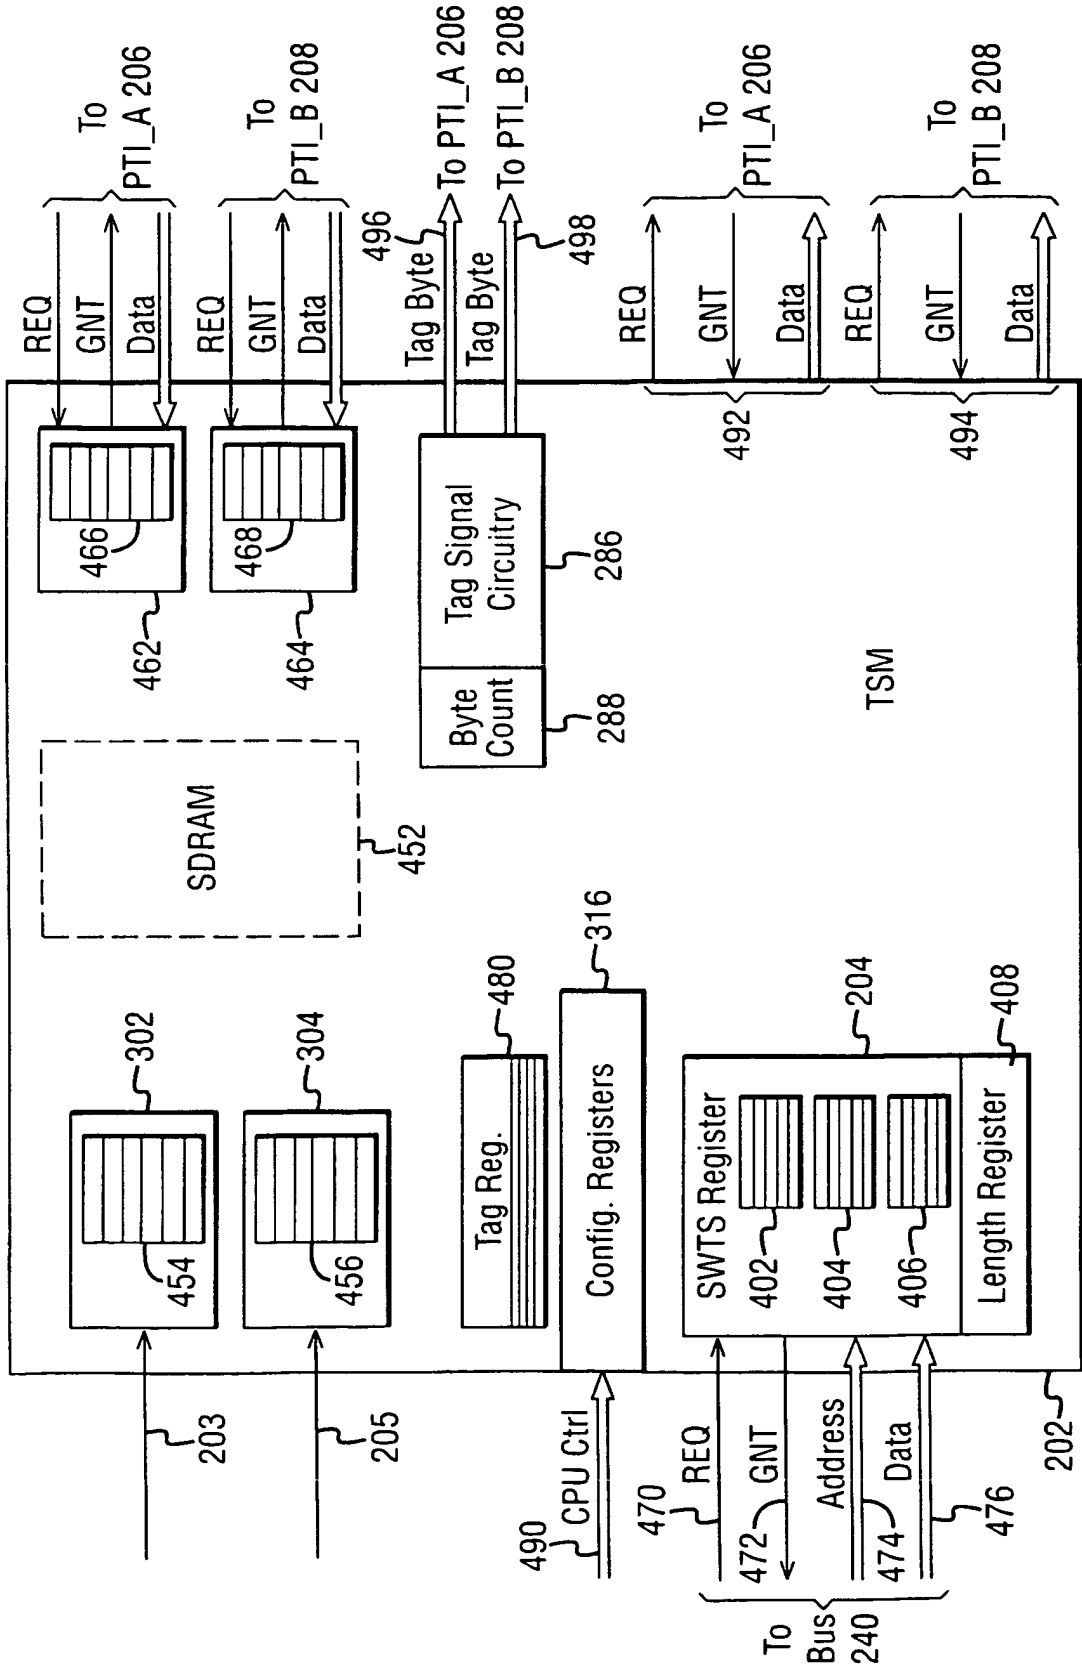 To
PTI_A 206
To
PTI_B 208
To PTI_A 206
To PTI_B 208
To
PTI_A 206
To
PTI_B 208
REQ
GNT
Data
REQ
GNT
Data
496
Tag Byte
Tag Byte
498
REQ
GNT
Data
REQ
GNT
Data
492
494
466
468
462
464
Tag Signal
Circuitry
286
Byte
Count
288
TSM
SDRAM
452
302
304
454
456
480
Tag Reg.
316
Config. Registers
204
SWTS Register
402
404
406
408
Length Register
203
205
490
CPU Ctrl
470
REQ
472
GNT
Address
474
Data
476
202
To
Bus
240